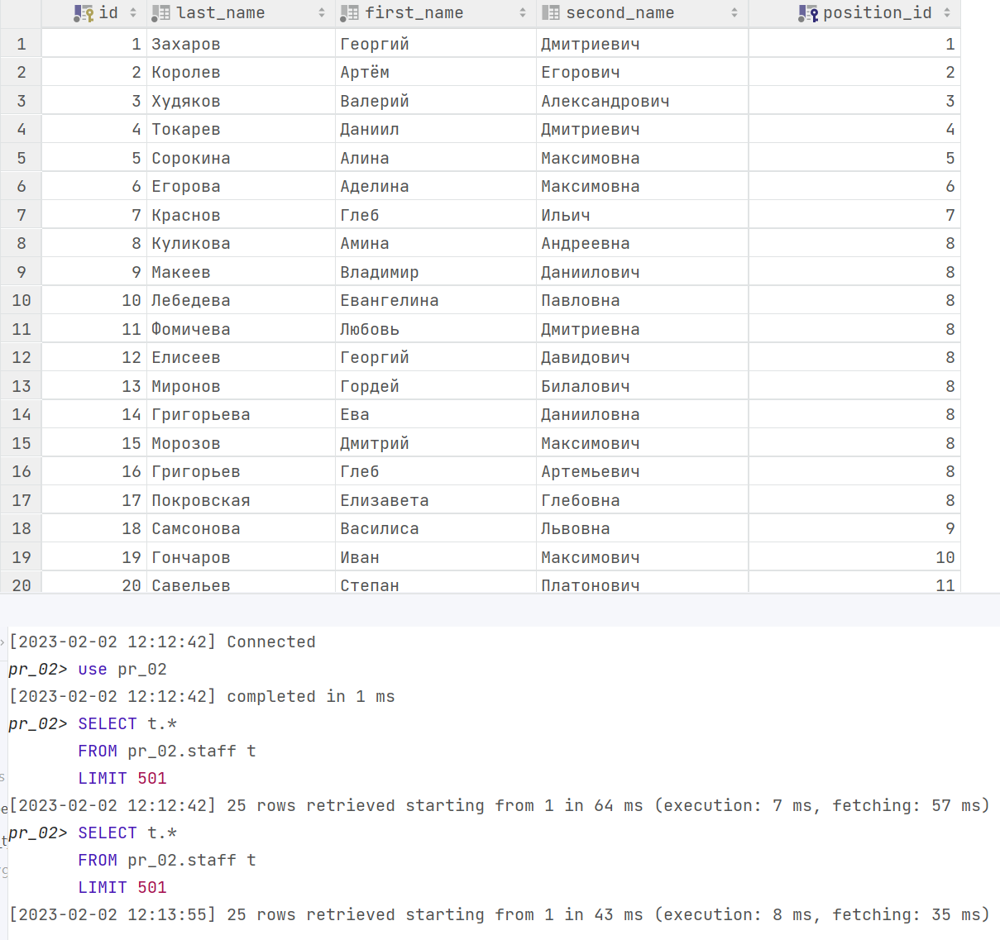 id last_name first_name second_name position_id
1 1 Захаров Георгий Дмитриевич 1
2 2 Королев Артём Егорович 2
3 3 Худяков Валерий Александрович 3
4 4 Токарев Даниил Дмитриевич 4
5 5 Сорокина Алина Максимовна 5
6 6 Егорова Аделина Максимовна 6
7 7 Краснов Глеб Ильич 7
8 8 Куликова Амина Андреевна 8
9 9 Макеев Владимир Даниилович 8
10 10 Лебедева Евангелина Павловна 8
11 11 Фомичева Любовь Дмитриевна 8
12 12 Елисеев Георгий Давидович 8
13 13 Миронов Гордей Билалович 8
14 14 Григорьева Ева Данииловна 8
15 15 Морозов Дмитрий Максимович 8
16 16 Григорьев Глеб Артемьевич 8
17 17 Покровская Елизавета Глебовна 8
18 18 Самсонова Василиса Львовна 9
19 19 Гончаров Иван Максимович 10
20 20 Савельев Степан Платонович 11
[2023-02-02 12:12:42] Connected
pr_02> use pr_02
[2023-02-02 12:12:42] completed in 1 ms
pr_02> SELECT t.*
FROM pr_02.staff t
LIMIT 501
[2023-02-02 12:12:42] 25 rows retrieved starting from 1 in 64 ms (execution: 7 ms, fetching: 57 ms)
pr_02> SELECT t.*
FROM pr_02.staff t
LIMIT 501
[2023-02-02 12:13:55] 25 rows retrieved starting from 1 in 43 ms (execution: 8 ms, fetching: 35 ms)